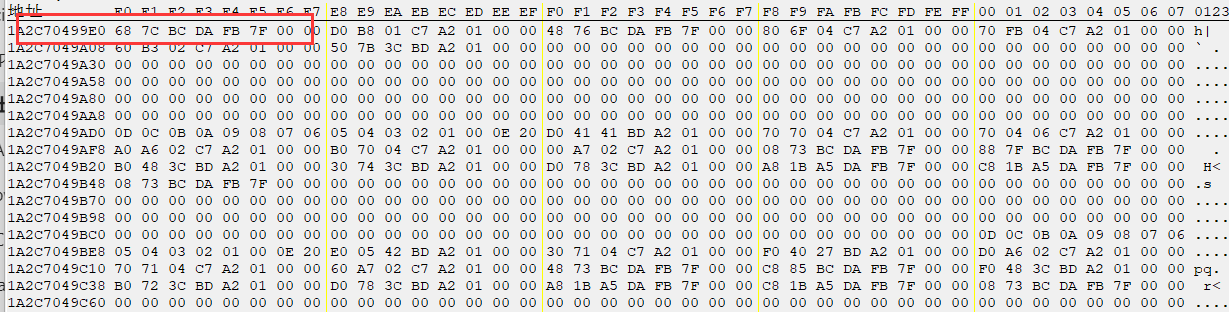 地址 E0 E1 E2 E3 E4 E5 E6 E7 E8 E9 EA EB EC ED EE EF F0 F1 F2 F3 F4 F5 F6 F7 F8 F9 FA FB FC FD FE FF 00 01 02 03 04 05 06 07 0123
1A2C70499E0 68 7C BC DA FB 7F 00 00 D0 B8 01 C7 A2 01 00 00 48 76 BC DA FB 7F 00 00 80 6F 04 C7 A2 01 00 00 70 FB 04 C7 A2 01 00 00 h|
1A2C7049A08 60 B3 02 C7 A2 01 00 00 50 7B 3C BD A2 01 00 00 00 00 00 00 00 00 00 00 00 00 00 00 00 00 00 00 00 00 00 00 00 00 00 00 ` .
1A2C7049A30 00 00 00 00 00 00 00 00 00 00 00 00 00 00 00 00 00 00 00 00 00 00 00 00 00 00 00 00 00 00 00 00 00 00 00 00 00 00 00 00 ....
1A2C7049A58 00 00 00 00 00 00 00 00 00 00 00 00 00 00 00 00 00 00 00 00 00 00 00 00 00 00 00 00 00 00 00 00 00 00 00 00 00 00 00 00 ....
1A2C7049A80 00 00 00 00 00 00 00 00 00 00 00 00 00 00 00 00 00 00 00 00 00 00 00 00 00 00 00 00 00 00 00 00 00 00 00 00 00 00 00 00 ....
1A2C7049AA8 00 00 00 00 00 00 00 00 00 00 00 00 00 00 00 00 00 00 00 00 00 00 00 00 00 00 00 00 00 00 00 00 00 00 00 00 00 00 00 00 ....
1A2C7049AD0 0D 0C 0B 0A 09 08 07 06 05 04 03 02 01 00 0E 20 D0 41 41 BD A2 01 00 00 70 70 04 C7 A2 01 00 00 70 04 06 C7 A2 01 00 00 ....
1A2C7049AF8 A0 A6 02 C7 A2 01 00 00 B0 70 04 C7 A2 01 00 00 00 A7 02 C7 A2 01 00 00 08 73 BC DA FB 7F 00 00 88 7F BC DA FB 7F 00 00 .
1A2C7049B20 B0 48 3C BD A2 01 00 00 30 74 3C BD A2 01 00 00 D0 78 3C BD A2 01 00 00 A8 1B A5 DA FB 7F 00 00 C8 1B A5 DA FB 7F 00 00 H<
1A2C7049B48 08 73 BC DA FB 7F 00 00 00 00 00 00 00 00 00 00 00 00 00 00 00 00 00 00 00 00 00 00 00 00 00 00 00 00 00 00 00 00 00 00 .s
1A2C7049B70 00 00 00 00 00 00 00 00 00 00 00 00 00 00 00 00 00 00 00 00 00 00 00 00 00 00 00 00 00 00 00 00 00 00 00 00 00 00 00 00 ....
1A2C7049B98 00 00 00 00 00 00 00 00 00 00 00 00 00 00 00 00 00 00 00 00 00 00 00 00 00 00 00 00 00 00 00 00 00 00 00 00 00 00 00 00 ....
1A2C7049BC0 00 00 00 00 00 00 00 00 00 00 00 00 00 00 00 00 00 00 00 00 00 00 00 00 00 00 00 00 00 00 00 00 0D 0C 0B 0A 09 08 07 06 ....
1A2C7049BE8 05 04 03 02 01 00 0E 20 E0 05 42 BD A2 01 00 00 30 71 04 C7 A2 01 00 00 F0 40 27 BD A2 01 00 00 D0 A6 02 C7 A2 01 00 00 ....
1A2C7049C10 70 71 04 C7 A2 01 00 00 60 A7 02 C7 A2 01 00 00 48 73 BC DA FB 7F 00 00 C8 85 BC DA FB 7F 00 00 F0 48 3C BD A2 01 00 00 pq.
1A2C7049C38 B0 72 3C BD A2 01 00 00 D0 78 3C BD A2 01 00 00 A8 1B A5 DA FB 7F 00 00 C8 1B A5 DA FB 7F 00 00 08 73 BC DA FB 7F 00 00 r<
1A2C7049C60 00 00 00 00 00 00 00 00 00 00 00 00 00 00 00 00 00 00 00 00 00 00 00 00 00 00 00 00 00 00 00 00 00 00 00 00 00 00 00 00 ....